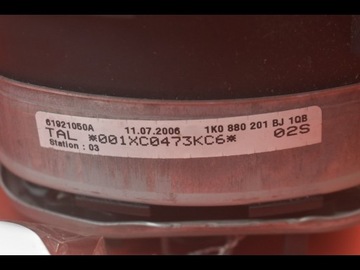 61921050A 11.07.2006 1K0 880 201 BJ 1QB
TAL *001XC0473KC6* 02S
Station : 03